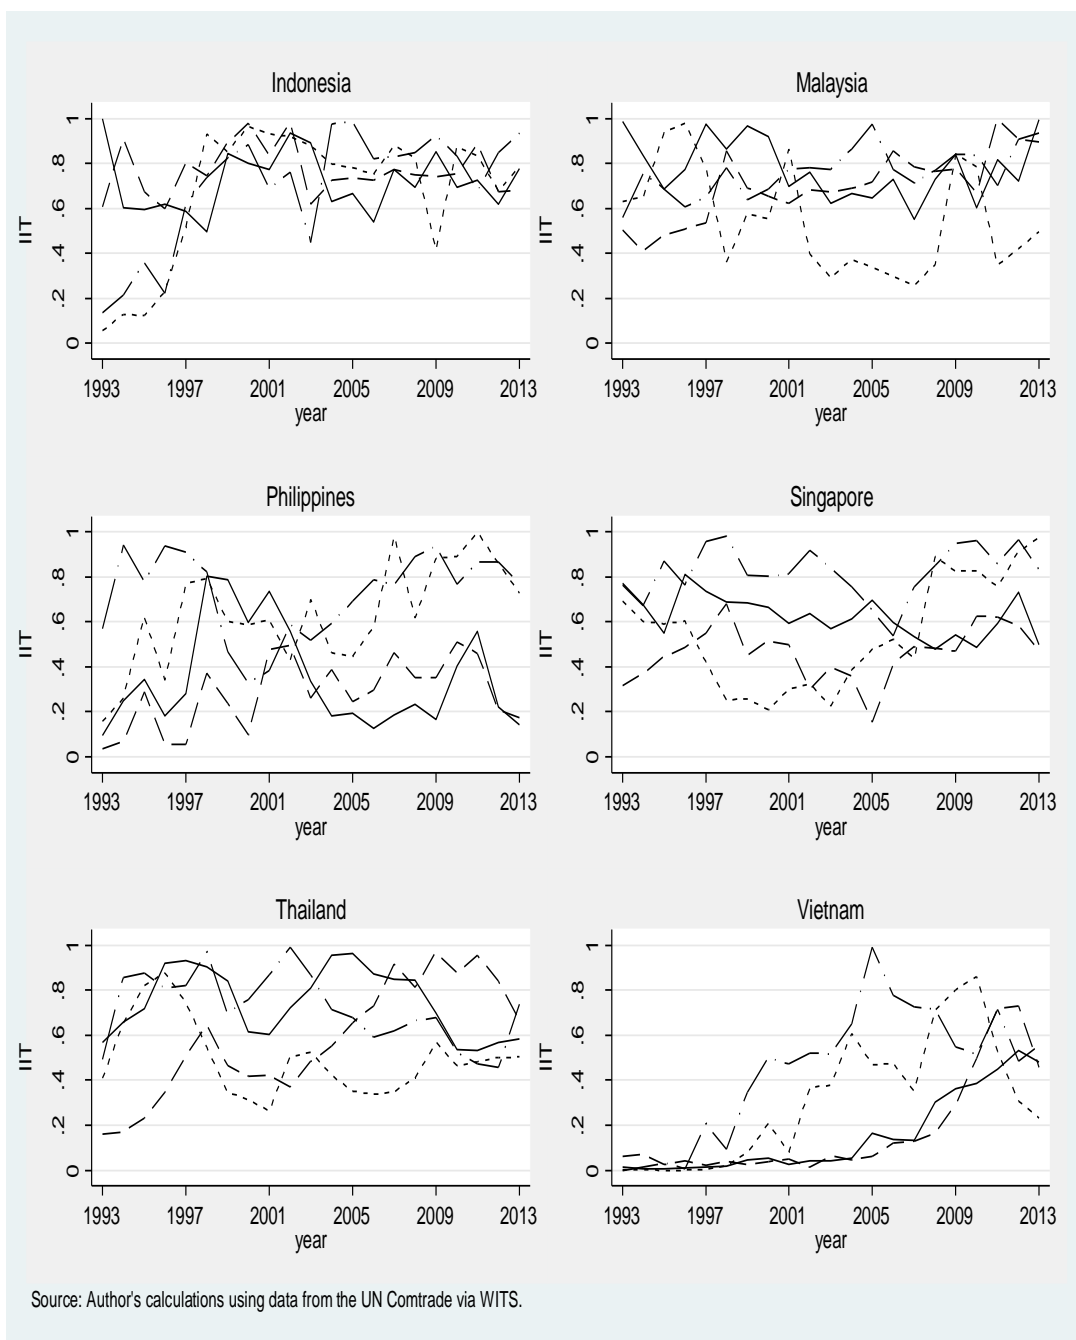 Indonesia
Malaysia
IIT
0 .2 .4 .6 .8 1
1993 1997 2001 2005 2009 2013
year
IIT
0 .2 .4 .6 .8 1
1993 1997 2001 2005 2009 2013
year
Philippines
Singapore
IIT
0 .2 .4 .6 .8 1
1993 1997 2001 2005 2009 2013
year
IIT
0 .2 .4 .6 .8 1
1993 1997 2001 2005 2009 2013
year
Thailand
Vietnam
IIT
0 .2 .4 .6 .8 1
1993 1997 2001 2005 2009 2013
year
IIT
0 .2 .4 .6 .8 1
1993 1997 2001 2005 2009 2013
year
Source: Author's calculations using data from the UN Comtrade via WITS.